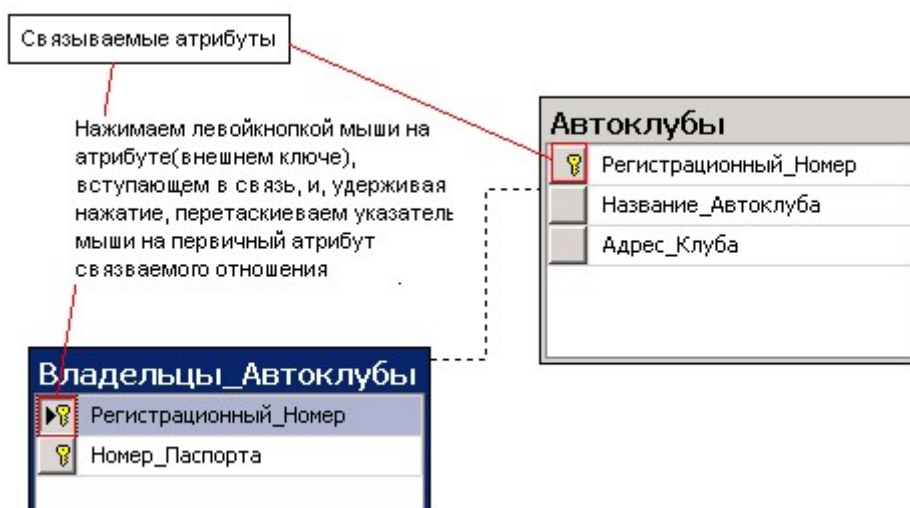 Связываемые атрибуты
Нажимаем левойкнопкой мыши на
атрибуте(внешнем ключе),
вступающем в связь, и, удерживая
нажатие, перетаскиеваем указатель
мыши на первичный атрибут
связваемого отношения
Автоклубы
Регистрационный_Номер
Название_Автоклуба
Адрес_Клуба
Владельцы_Автоклубы
Регистрационный_Номер
Номер_Паспорта